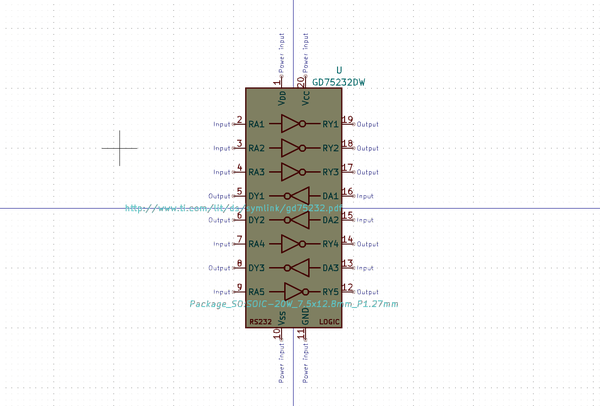 Power input Power input
U
GD75232DW
1 20
VDD VCC
Input 2 RA1 RY1 19 Output
Input 3 RA2 RY2 18 Output
Input 4 RA3 RY3 17 Output
Output 5 DY1 DA1 16 Input
http://www.ti.com/lit/ds/symlink/gd75232.pdf
Output 6 DY2 DA2 15 Input
Input 7 RA4 RY4 14 Output
Output 8 DY3 DA3 13 Input
Input 9 RA5 RY5 12 Output
Package_SO:SOIC-20W_7.5x12.8mm_P1.27mm
VSS GND
RS232 LOGIC
10 11
Power input Power input